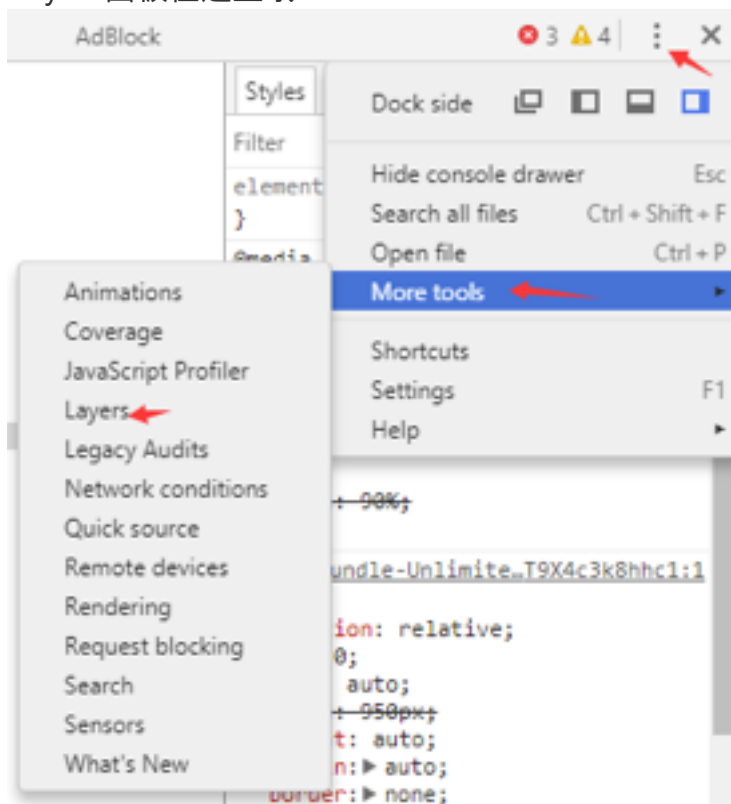 AdBlock 3 4
Styles
Filter
element
}
@media
Dock side
Hide console drawer Esc
Search all files Ctrl + Shift + F
Open file Ctrl + P
More tools
Shortcuts
Settings F1
Help
Animations
Coverage
JavaScript Profiler
Layers
Legacy Audits
Network conditions
Quick source
Remote devices
Rendering
Request blocking
Search
Sensors
What's New
: 90%;
undle-Unlimite…T9X4c3k8hhc1:1
ion: relative;
0;
auto;
: 950px;
t: auto;
n: auto;
border: none;